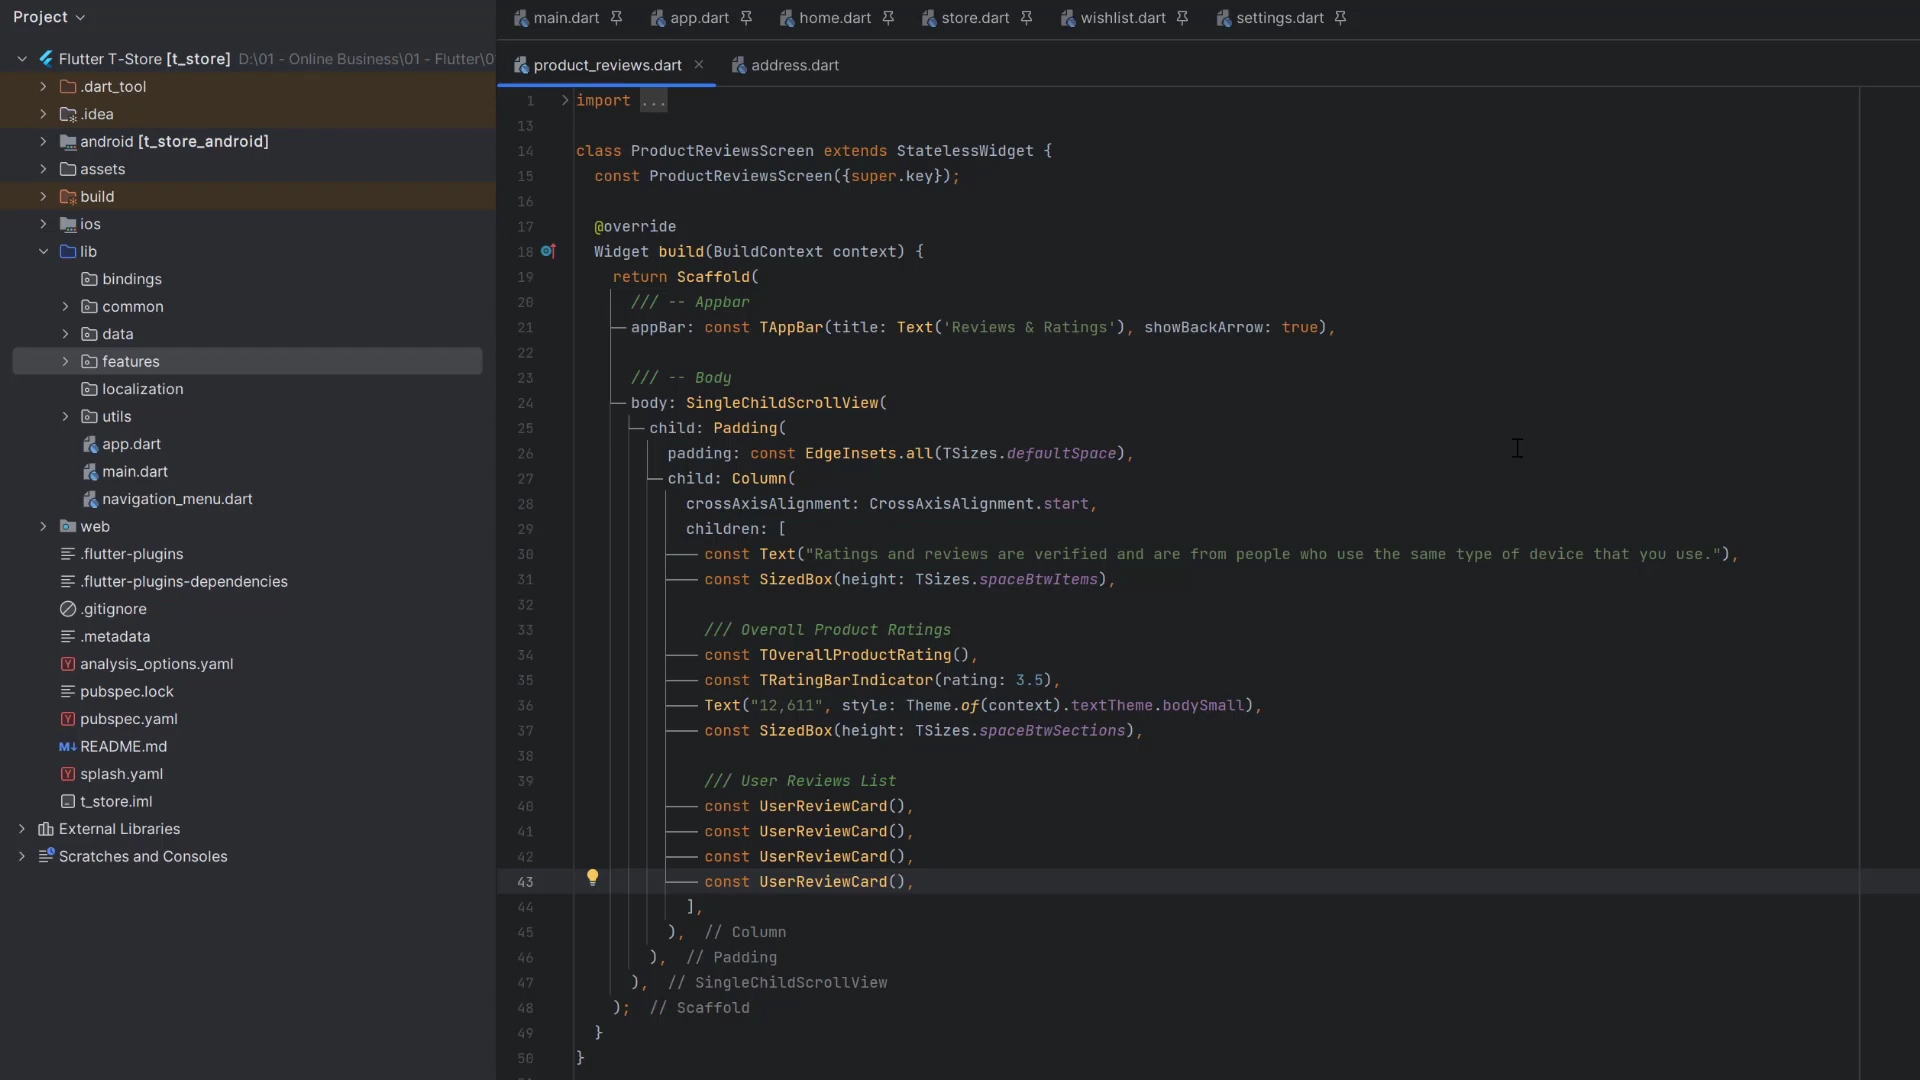 Project
main.dart
app.dart
home.dart
store.dart
wishlist.dart
settings.dart
product_reviews.dart
address.dart
Flutter T-Store [t_store] D:\01 - Online Business\01 - Flutter\0
.dart_tool
.idea
android [t_store_android]
assets
build
ios
lib
bindings
common
data
features
localization
utils
app.dart
main.dart
navigation_menu.dart
web
.flutter-plugins
.flutter-plugins-dependencies
.gitignore
.metadata
analysis_options.yaml
pubspec.lock
pubspec.yaml
README.md
splash.yaml
t_store.iml
External Libraries
Scratches and Consoles
1 import ...
13
14 class ProductReviewsScreen extends StatelessWidget {
15 const ProductReviewsScreen({super.key});
16
17 @override
18 Widget build(BuildContext context) {
19 return Scaffold(
20 /// -- Appbar
21 appBar: const TAppBar(title: Text('Reviews & Ratings'), showBackArrow: true),
22
23 /// -- Body
24 body: SingleChildScrollView(
25 child: Padding(
26 padding: const EdgeInsets.all(TSizes.defaultSpace),
27 child: Column(
28 crossAxisAlignment: CrossAxisAlignment.start,
29 children: [
30 const Text("Ratings and reviews are verified and are from people who use the same type of device that you use."),
31 const SizedBox(height: TSizes.spaceBtwItems),
32
33 /// Overall Product Ratings
34 const TOverallProductRating(),
35 const TRatingBarIndicator(rating: 3.5),
36 Text("12,611", style: Theme.of(context).textTheme.bodySmall),
37 const SizedBox(height: TSizes.spaceBtwSections),
38
39 /// User Reviews List
40 const UserReviewCard(),
41 const UserReviewCard(),
42 const UserReviewCard(),
43 const UserReviewCard(),
44 ],
45 ), // Column
46 ), // Padding
47 ), // SingleChildScrollView
48 ); // Scaffold
49 }
50 }